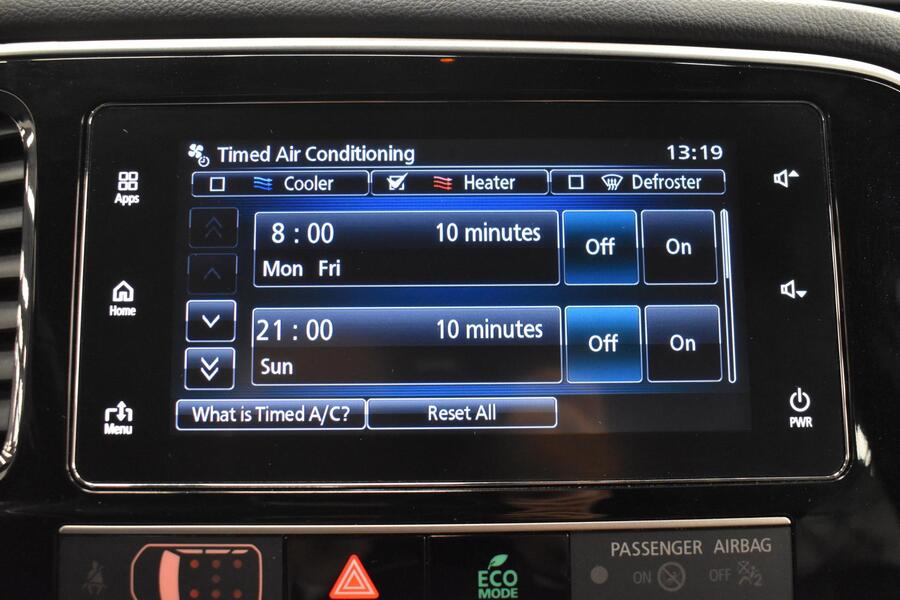 Timed Air Conditioning 13:19
Cooler Heater Defroster
Apps
8 : 00 10 minutes Off On
Mon Fri
Home
21 : 00 10 minutes Off On
Sun
What is Timed A/C? Reset All
Menu PWR
PASSENGER AIRBAG
ECO ON OFF 2
MODE